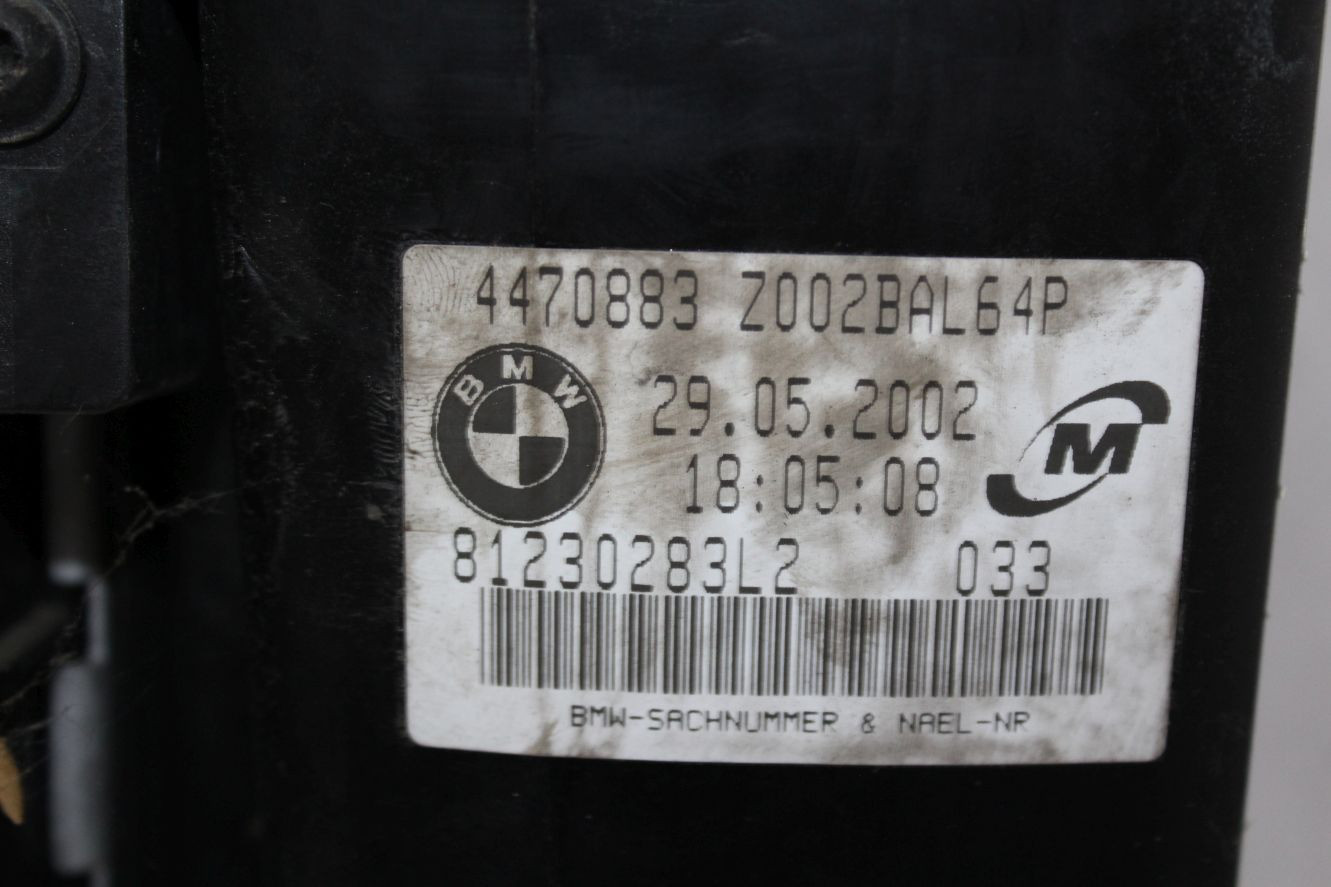 4470883 Z002BAL64P
BMW
29.05.2002
M
18:05:08
81230283L2 033
BMW-SACHNUMMER & NAEL-NR